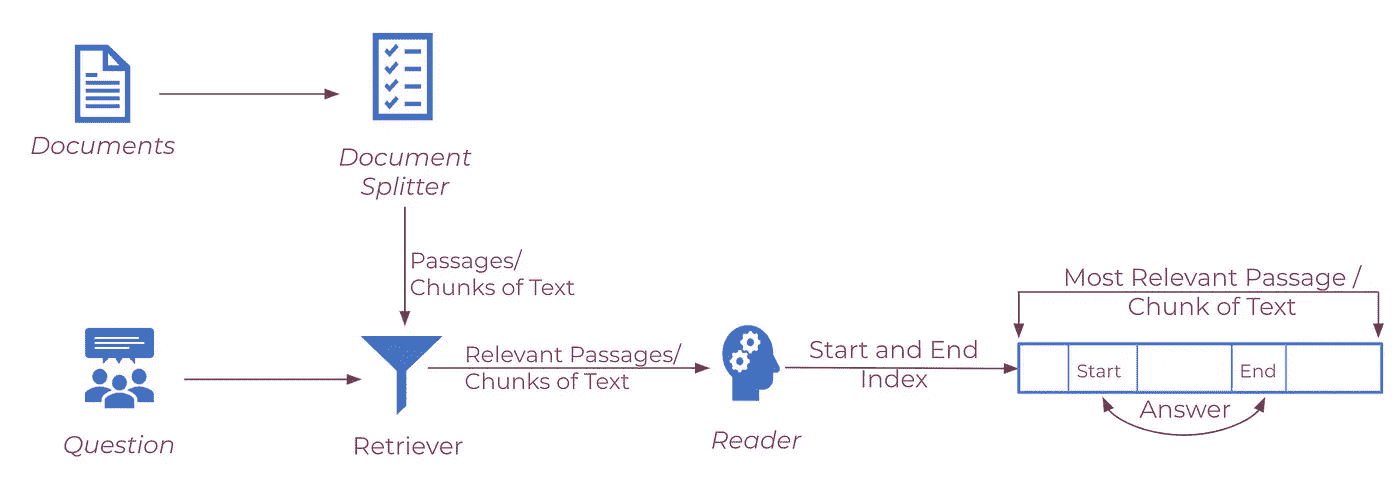 Documents
Document
Splitter
Passages/
Chunks of Text
Question
Retriever
Relevant Passages/
Chunks of Text
Reader
Start and End
Index
Most Relevant Passage /
Chunk of Text
Start
End
Answer